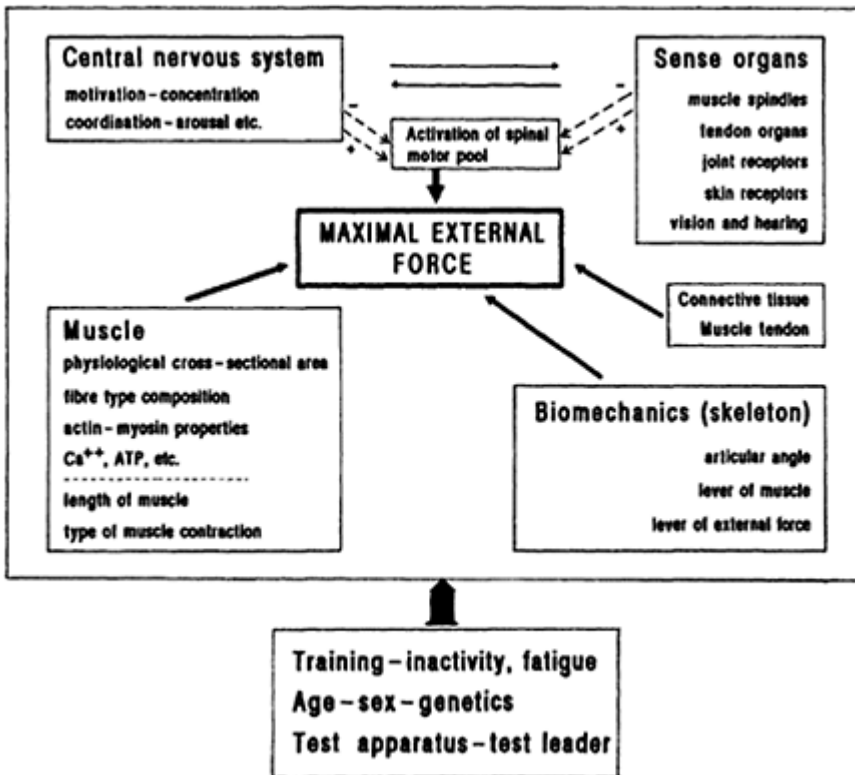 Central nervous system
motivation – concentration
coordination – arousal etc.
Sense organs
muscle spindles
tendon organs
joint receptors
skin receptors
vision and hearing
–
+
–
+
Activation of spinal
motor pool
MAXIMAL EXTERNAL
FORCE
Connective tissue
Muscle tendon
Muscle
physiological cross – sectional area
fibre type composition
actin – myosin properties
Ca++, ATP, etc.
length of muscle
type of muscle contraction
Biomechanics (skeleton)
articular angle
lever of muscle
lever of external force
Training – inactivity, fatigue
Age – sex – genetics
Test apparatus – test leader